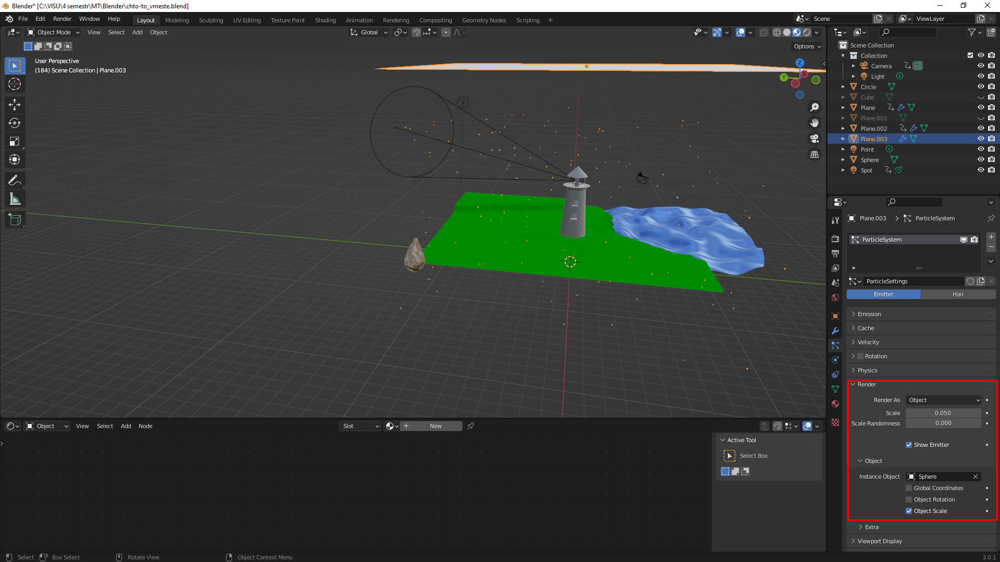 Blender* [C:\VISU\4 semestr\MT\Blender\chto-to_vmeste.blend]
File Edit Render Window Help Layout Modeling Sculpting UV Editing Texture Paint Shading Animation Rendering Compositing Geometry Nodes Scripting + Scene ViewLayer
Object Mode View Select Add Object Global
Options
User Perspective
(184) Scene Collection | Plane.003
Z
X
Y
Scene Collection
Collection
Camera
Light
Circle
Cube
Plane
Plane.001
Plane.002
Plane.003
Point
Sphere
Spot
Plane.003 > ParticleSystem
ParticleSystem
ParticleSettings
Emitter Hair
Emission
Cache
Velocity
Rotation
Physics
Render
Render As Object
Scale 0.050
Scale Randomness 0.000
Show Emitter
Object
Instance Object Sphere
Global Coordinates
Object Rotation
Object Scale
Extra
Viewport Display
Object View Select Add Node Slot New
Active Tool
Select Box
Select Box Select Rotate View Object Context Menu 3.0.1